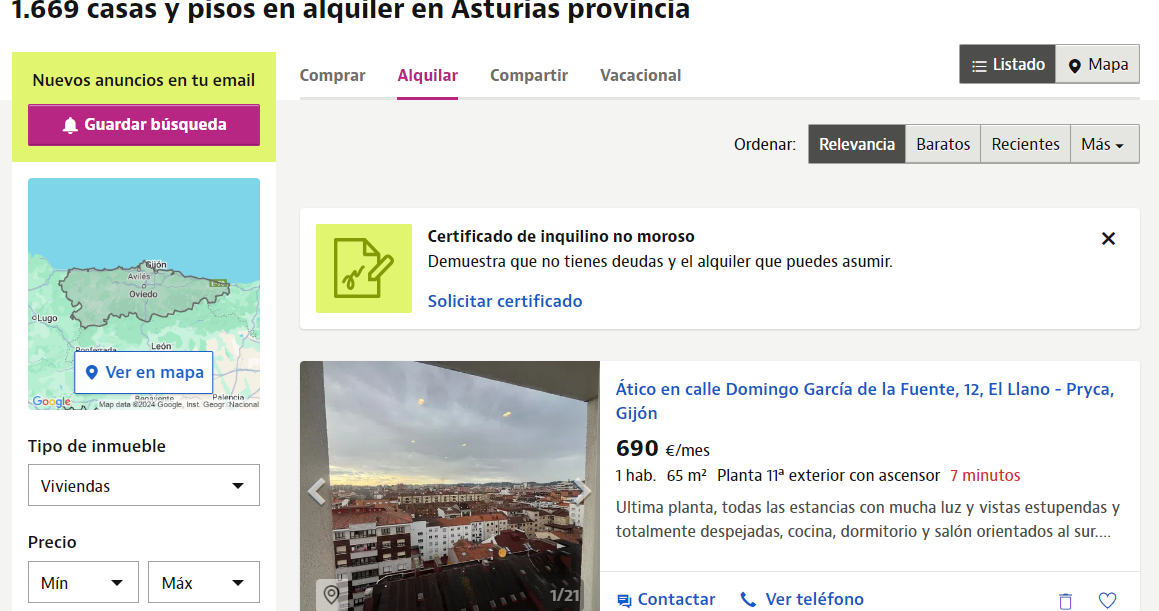 1.669 casas y pisos en alquiler en Asturias provincia
Nuevos anuncios en tu email
Guardar búsqueda
Comprar
Alquilar
Compartir
Vacacional
Listado
Mapa
Ordenar:
Relevancia
Baratos
Recientes
Más
Gijón
Avilés
Oviedo
Lugo
León
Ponferrada
Ver en mapa
Benavente
Palencia
Google
Map data ©2024 Google, Inst. Geogr. Nacional
Certificado de inquilino no moroso
Demuestra que no tienes deudas y el alquiler que puedes asumir.
Solicitar certificado
Tipo de inmueble
Viviendas
Precio
Mín
Máx
Ático en calle Domingo García de la Fuente, 12, El Llano - Pryca,
Gijón
690 €/mes
1 hab. 65 m² Planta 11ª exterior con ascensor 7 minutos
Ultima planta, todas las estancias con mucha luz y vistas estupendas y
totalmente despejadas, cocina, dormitorio y salón orientados al sur....
1/21
Contactar
Ver teléfono